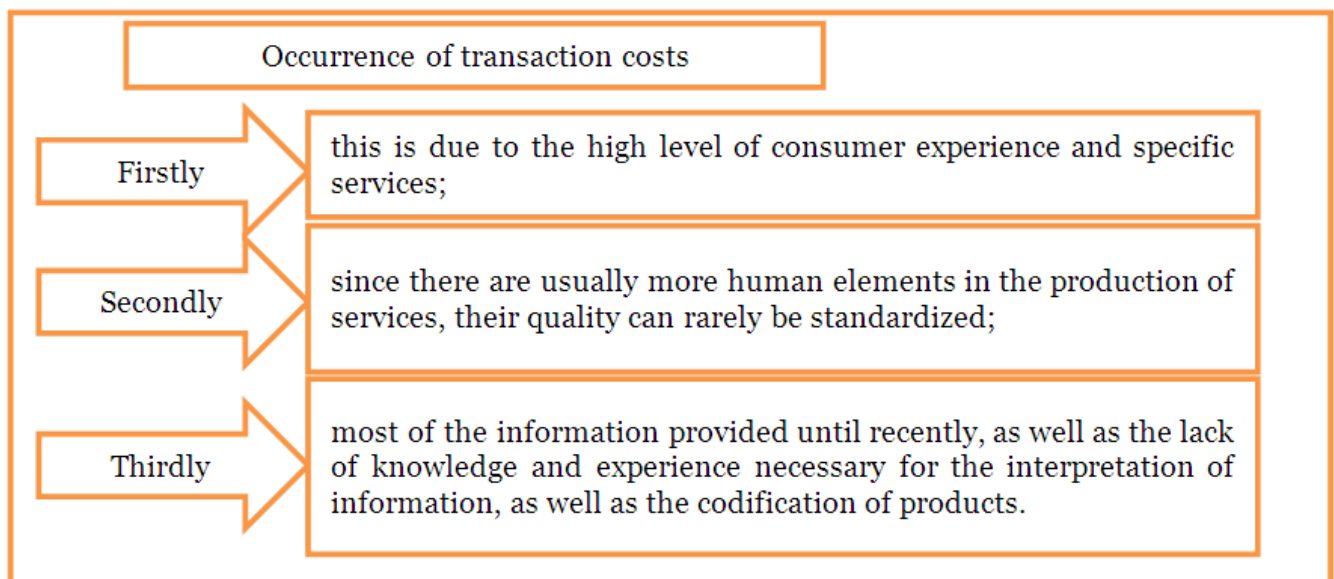 Occurrence of transaction costs
Firstly
this is due to the high level of consumer experience and specific
services;
Secondly
since there are usually more human elements in the production of
services, their quality can rarely be standardized;
Thirdly
most of the information provided until recently, as well as the lack
of knowledge and experience necessary for the interpretation of
information, as well as the codification of products.